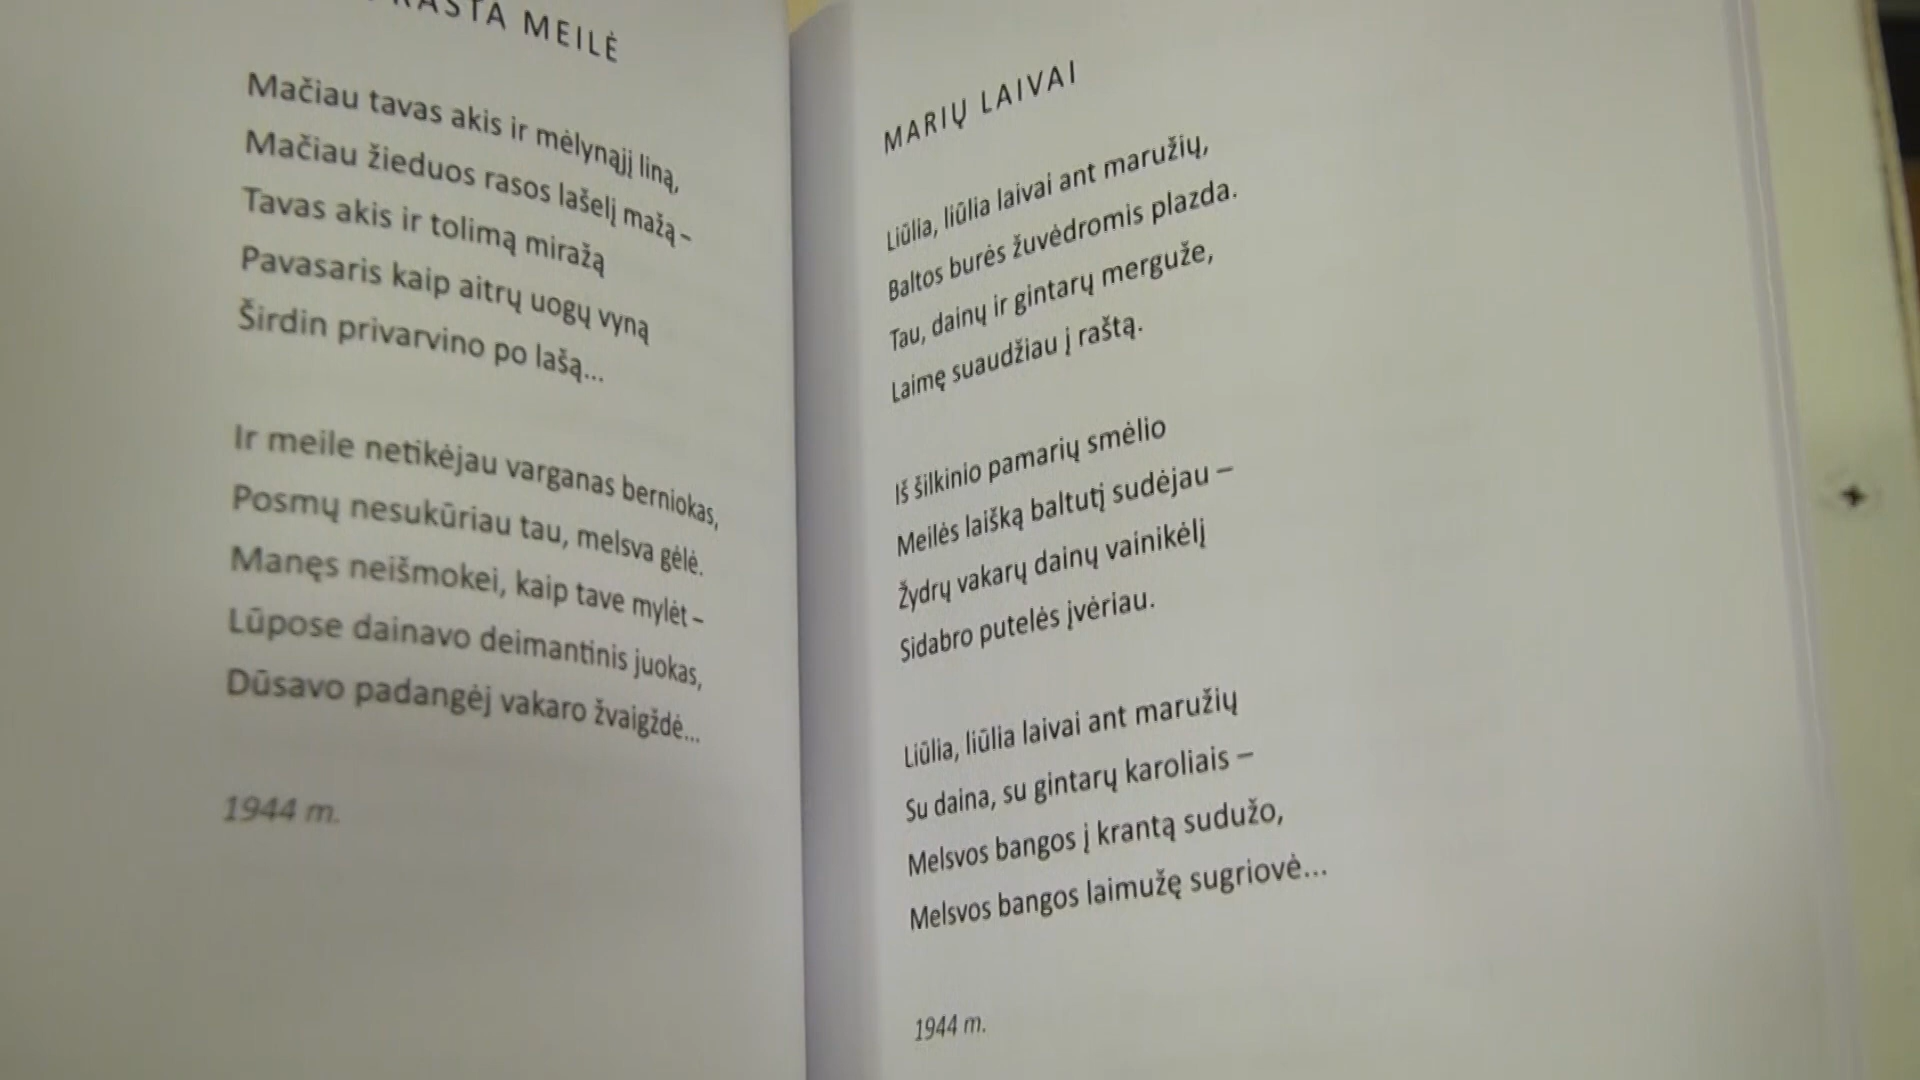 MEILĖ
Mačiau tavas akis ir mėlynąjį liną,
Mačiau žieduos rasos lašelį mažą –
Tavas akis ir tolimą miražą
Pavasaris kaip aitrų uogų vyną
Širdin privarvino po lašą...
Ir meile netikėjau varganas berniokas,
Posmų nesukūriau tau, melsva gėlė.
Manęs neišmokei, kaip tave mylėt –
Lūpose dainavo deimantinis juokas,
Dūsavo padangėj vakaro žvaigždė...
1944 m.
MARIŲ LAIVAI
Liūlia, liūlia laivai ant maružių,
Baltos burės žuvėdromis plazda.
Tau, dainų ir gintarų merguže,
Laimę suaudžiau į raštą.
Iš šilkinio pamarių smėlio
Meilės laišką baltutį sudėjau –
Žydrų vakarų dainų vainikėlį
Sidabro putelės įvėriau.
Liūlia, liūlia laivai ant maružių
Su daina, su gintarų karoliais –
Melsvos bangos į krantą sudužo,
Melsvos bangos laimužę sugriovė...
1944 m.